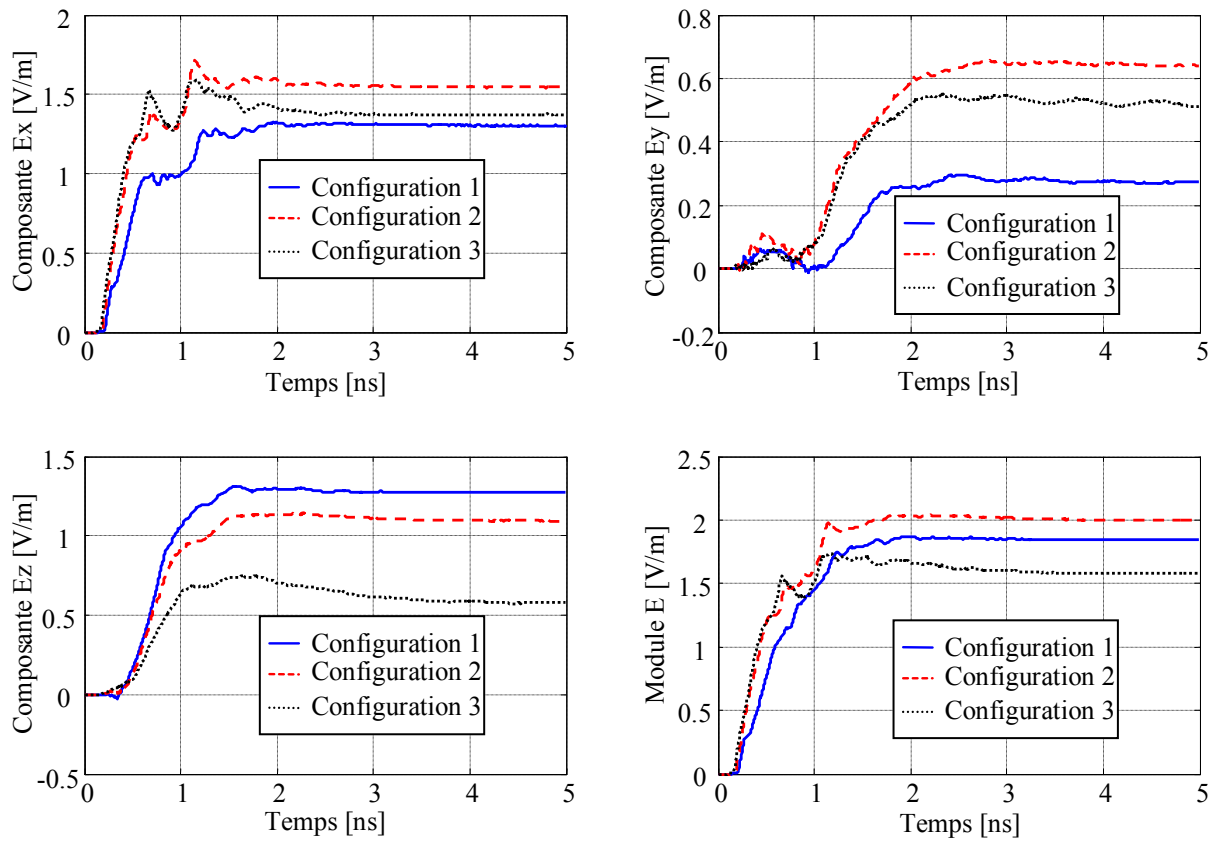 Composante Ex [V/m]
2
1.5
1
0.5
0
Configuration 1
Configuration 2
Configuration 3
0 1 2 3 4 5
Temps [ns]
Composante Ey [V/m]
0.6
0.4
0.2
0
-0.2
Configuration 1
Configuration 2
Configuration 3
0 1 2 3 4 5
Temps [ns]
Composante Ez [V/m]
1.5
1
0.5
0
-0.5
Configuration 1
Configuration 2
Configuration 3
0 1 2 3 4 5
Temps [ns]
Module E [V/m]
2.5
2
1.5
1
0.5
0
Configuration 1
Configuration 2
Configuration 3
0 1 2 3 4 5
Temps [ns]